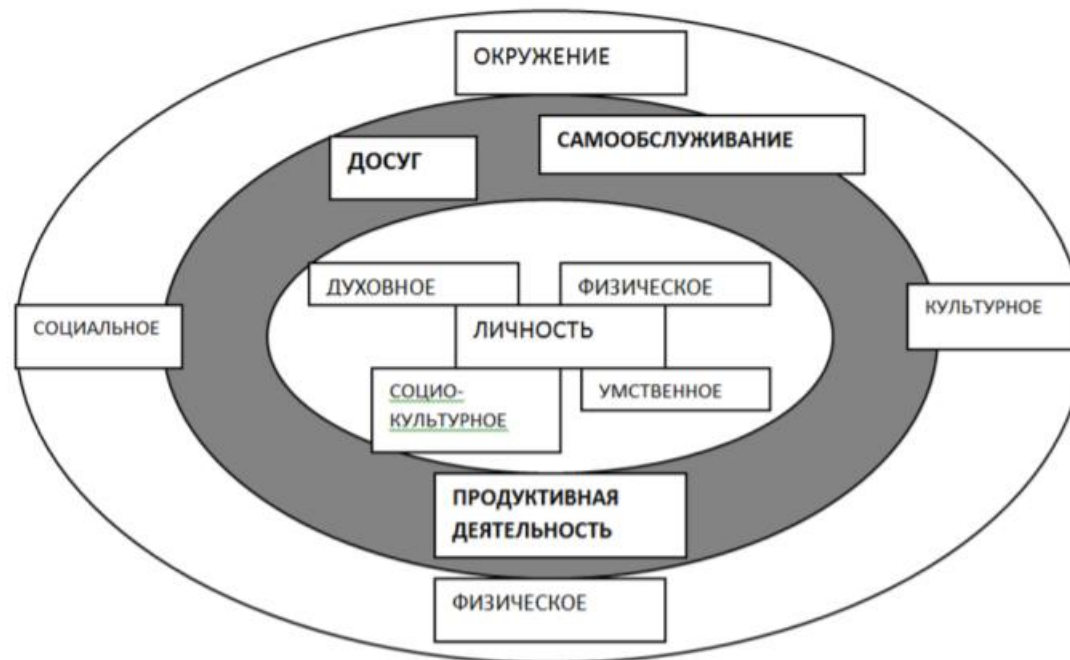 ОКРУЖЕНИЕ
САМООБСЛУЖИВАНИЕ
ДОСУГ
ДУХОВНОЕ
ФИЗИЧЕСКОЕ
СОЦИАЛЬНОЕ
ЛИЧНОСТЬ
КУЛЬТУРНОЕ
СОЦИО-
КУЛЬТУРНОЕ
УМСТВЕННОЕ
ПРОДУКТИВНАЯ
ДЕЯТЕЛЬНОСТЬ
ФИЗИЧЕСКОЕ